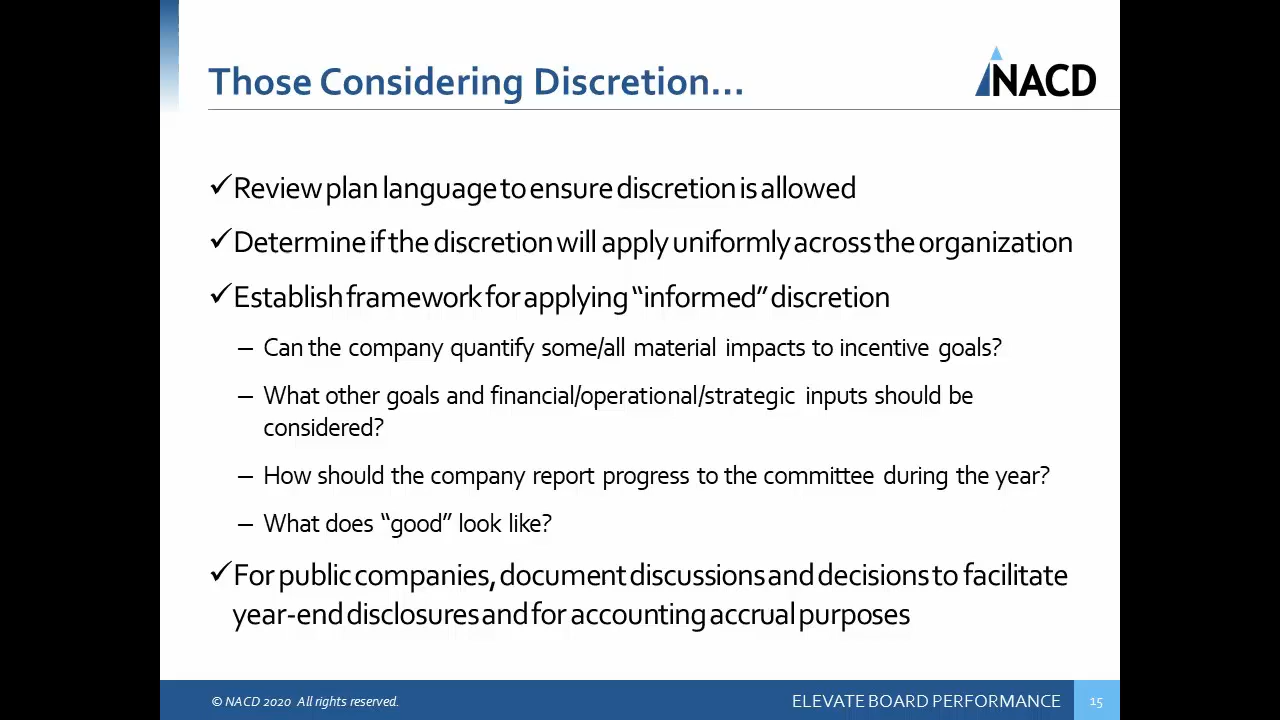 Those Considering Discretion...
NACD
✓Review plan language to ensure discretion is allowed
✓Determine if the discretion will apply uniformly across the organization
✓Establish framework for applying “informed” discretion
– Can the company quantify some/all material impacts to incentive goals?
– What other goals and financial/operational/strategic inputs should be
considered?
– How should the company report progress to the committee during the year?
– What does “good” look like?
✓For public companies, document discussions and decisions to facilitate
year-end disclosures and for accounting accrual purposes
© NACD 2020 All rights reserved.
ELEVATE BOARD PERFORMANCE
15